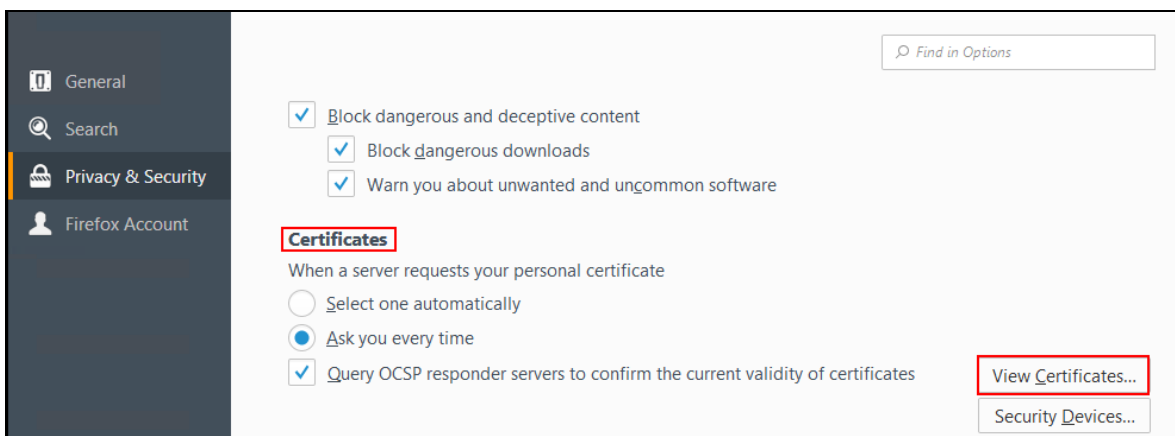 Find in Options
General
Search
Privacy & Security
Firefox Account
Block dangerous and deceptive content
Block dangerous downloads
Warn you about unwanted and uncommon software
Certificates
When a server requests your personal certificate
Select one automatically
Ask you every time
Query OCSP responder servers to confirm the current validity of certificates
View Certificates...
Security Devices...